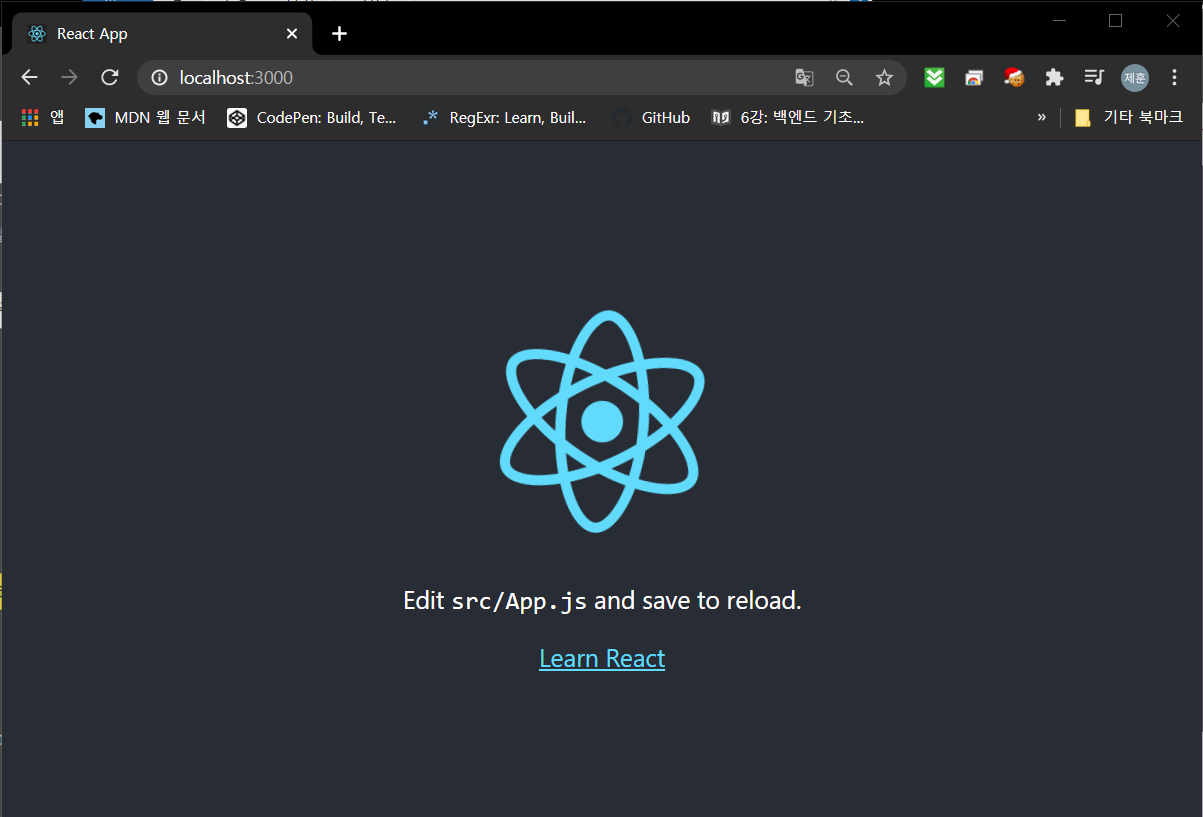 React App
localhost:3000
제훈
앱 MDN 웹 문서 CodePen: Build, Te... RegExr: Learn, Buil... GitHub 6강: 백엔드 기초... » 기타 북마크
Edit src/App.js and save to reload.
Learn React